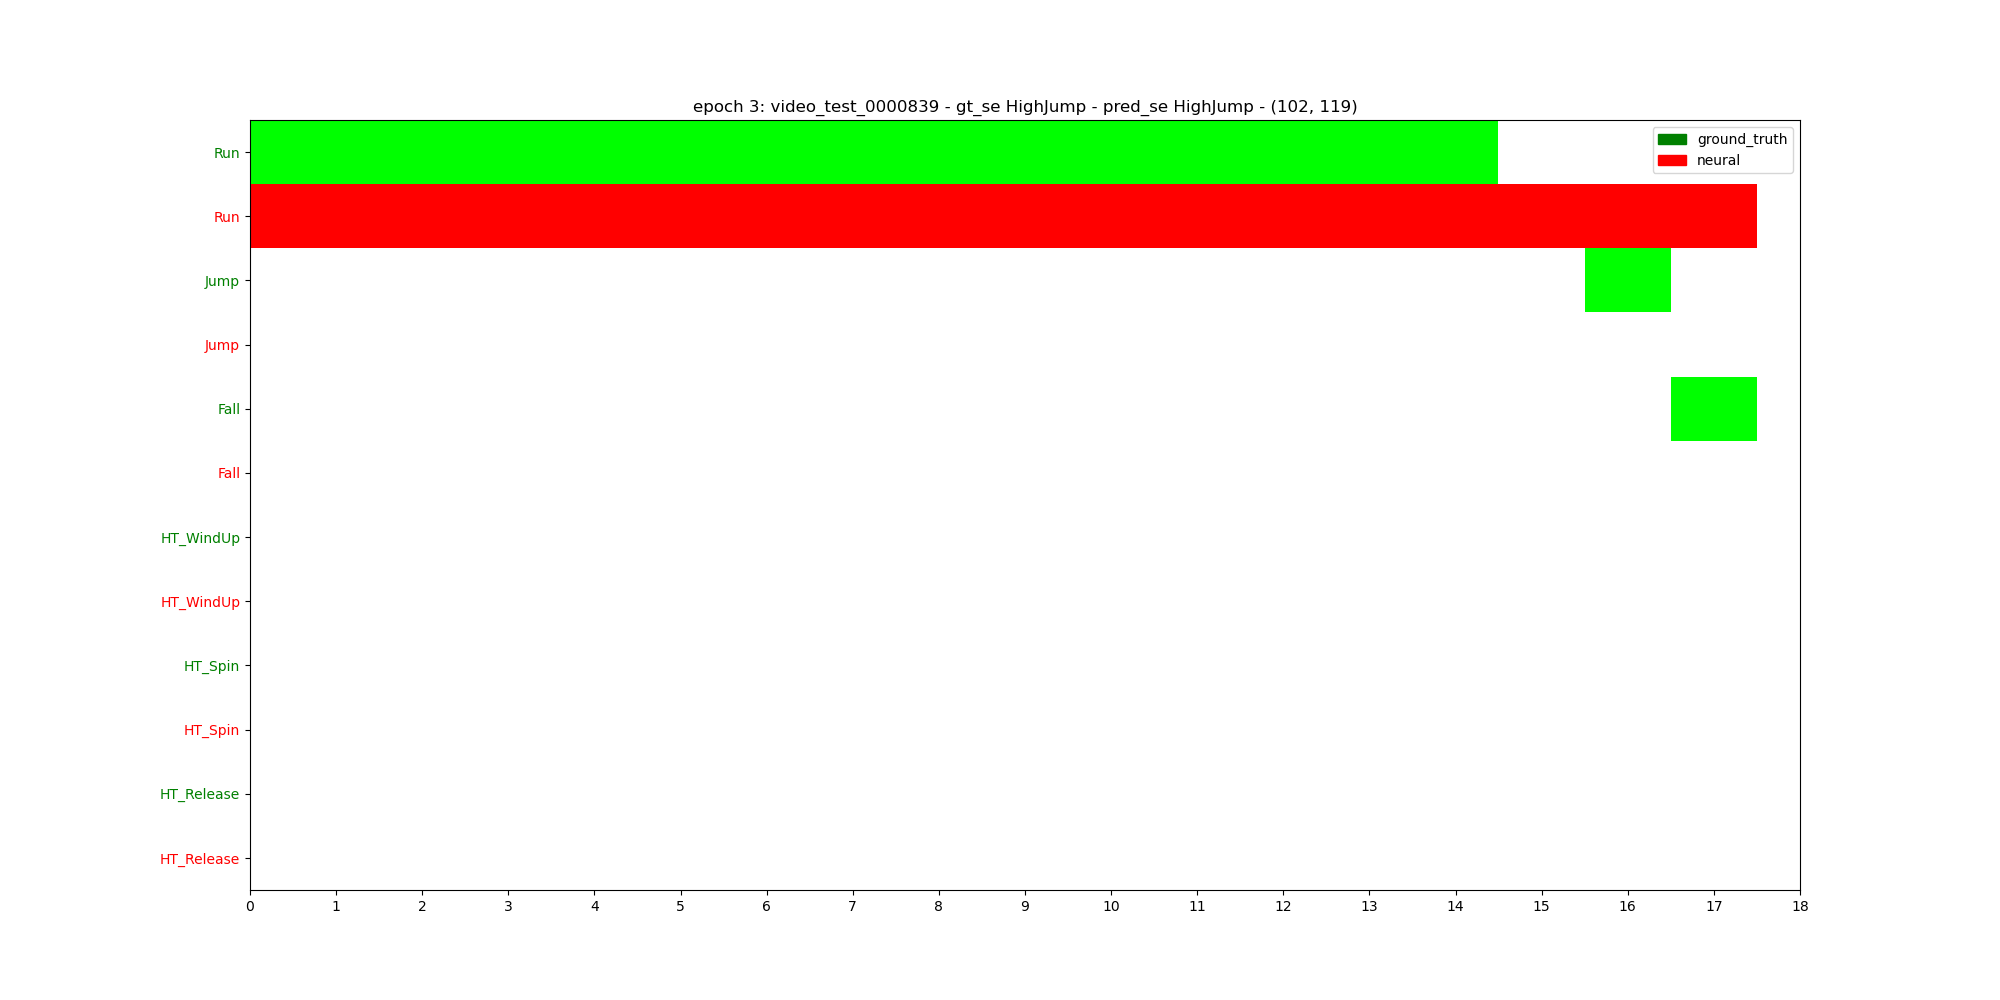 epoch 3: video_test_0000839 - gt_se HighJump - pred_se HighJump - (102, 119)
ground_truth
neural
Run
Run
Jump
Jump
Fall
Fall
HT_WindUp
HT_WindUp
HT_Spin
HT_Spin
HT_Release
HT_Release
0 1 2 3 4 5 6 7 8 9 10 11 12 13 14 15 16 17 18